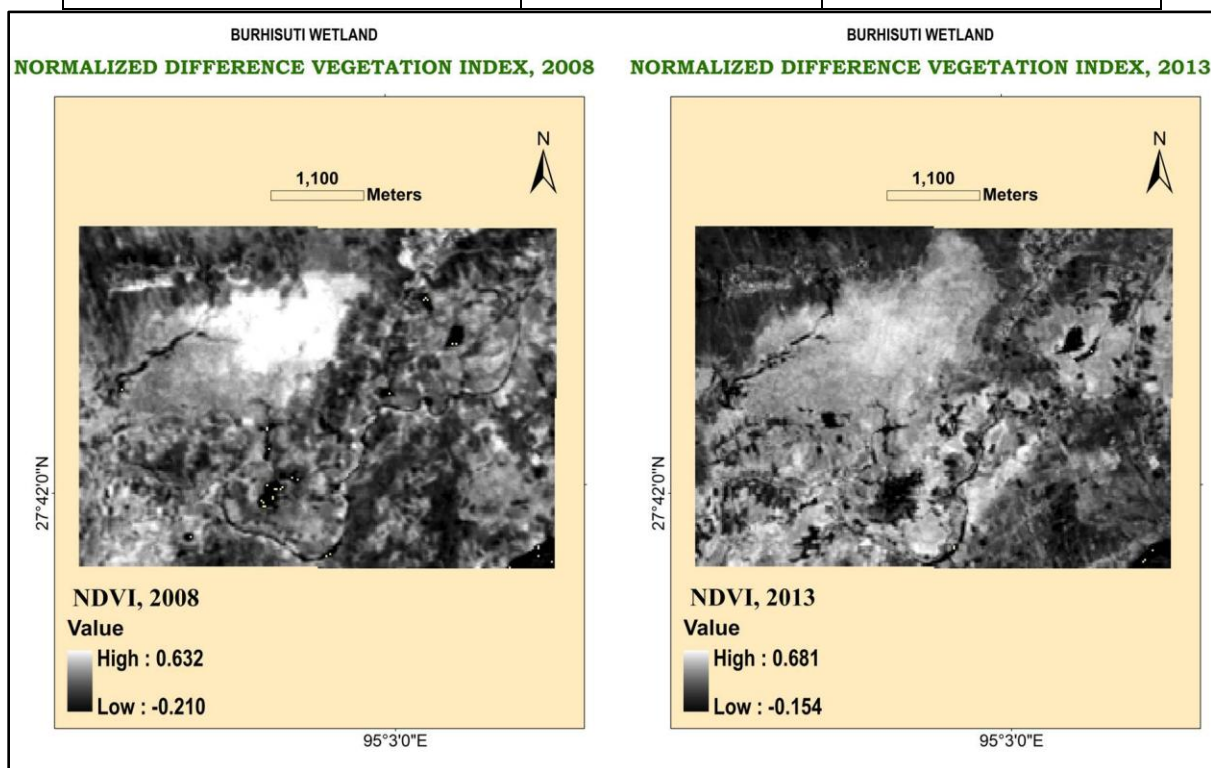 BURHISUTI WETLAND
NORMALIZED DIFFERENCE VEGETATION INDEX, 2008
N
1,100
Meters
27°42'0"N
NDVI, 2008
Value
High : 0.632
Low : -0.210
95°3'0"E
BURHISUTI WETLAND
NORMALIZED DIFFERENCE VEGETATION INDEX, 2013
N
1,100
Meters
27°42'0"N
NDVI, 2013
Value
High : 0.681
Low : -0.154
95°3'0"E